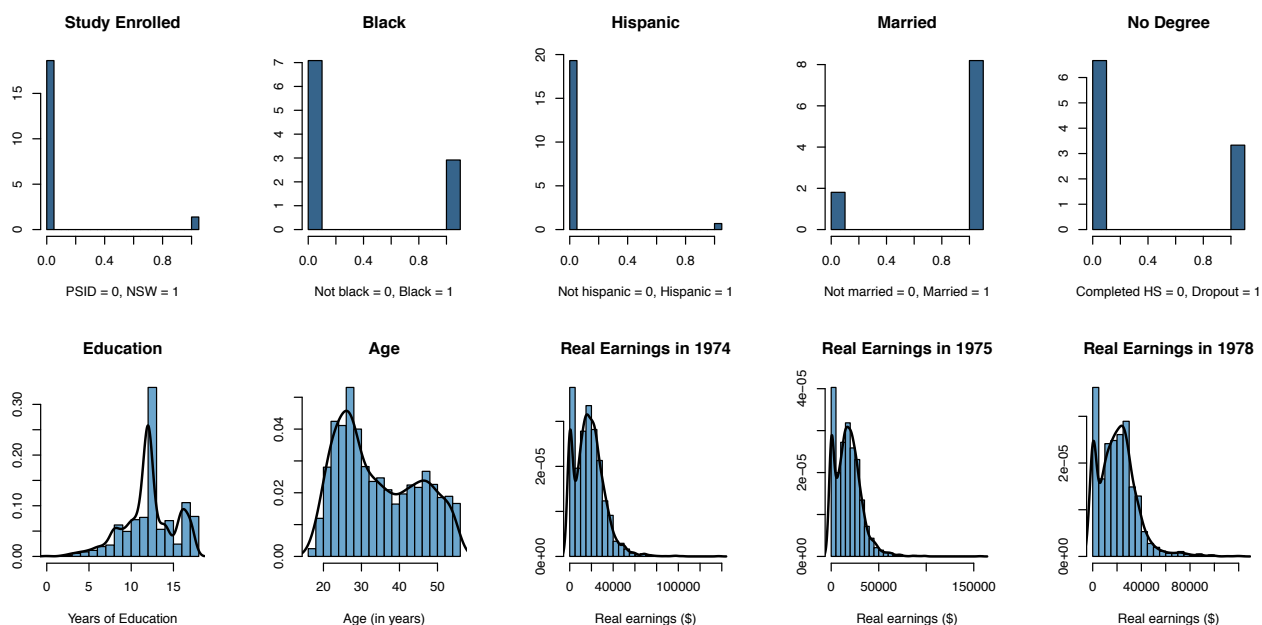 Study Enrolled
0 5 10 15
0.0 0.4 0.8
PSID = 0, NSW = 1
Black
0 1 2 3 4 5 6 7
0.0 0.4 0.8
Not black = 0, Black = 1
Hispanic
0 5 10 15 20
0.0 0.4 0.8
Not hispanic = 0, Hispanic = 1
Married
0 2 4 6 8
0.0 0.4 0.8
Not married = 0, Married = 1
No Degree
0 1 2 3 4 5 6
0.0 0.4 0.8
Completed HS = 0, Dropout = 1
Education
0.00 0.10 0.20 0.30
0 5 10 15
Years of Education
Age
0.00 0.02 0.04
20 30 40 50
Age (in years)
Real Earnings in 1974
0e+00 2e-05
0 40000 100000
Real earnings ($)
Real Earnings in 1975
0e+00 2e-05 4e-05
0 50000 150000
Real earnings ($)
Real Earnings in 1978
0e+00 2e-05
0 40000 80000
Real earnings ($)